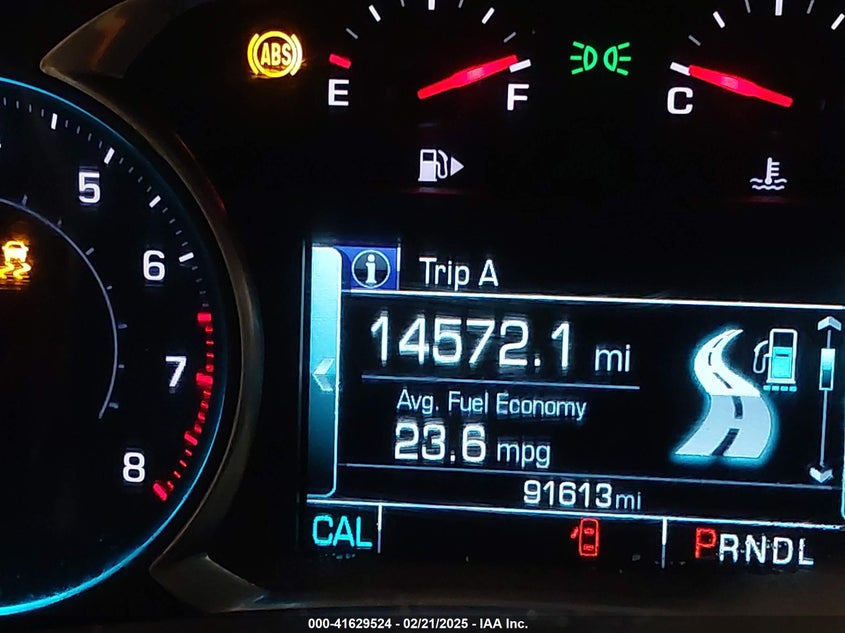 ABS
E
F
C
5
6
7
8
i
Trip A
14572.1 mi
Avg. Fuel Economy
23.6 mpg
91613mi
CAL
PRNDL
000-41629524 - 02/21/2025 - IAA Inc.